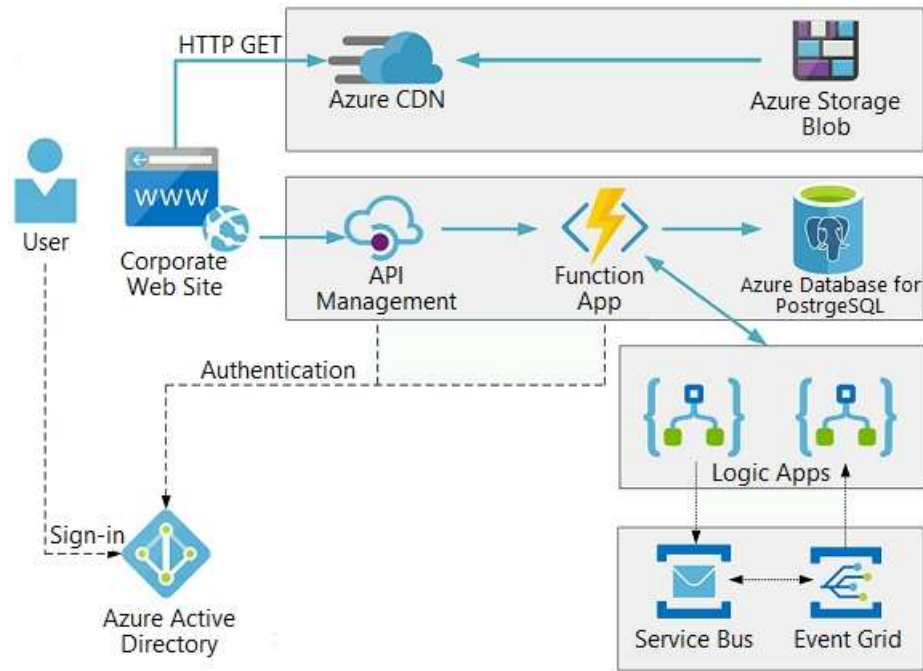 HTTP GET
Azure CDN
Azure Storage
Blob
WWW
User
Corporate
Web Site
API
Management
Function
App
Azure Database for
PostrgeSQL
Authentication
Logic Apps
Sign-in
Azure Active
Directory
Service Bus
Event Grid